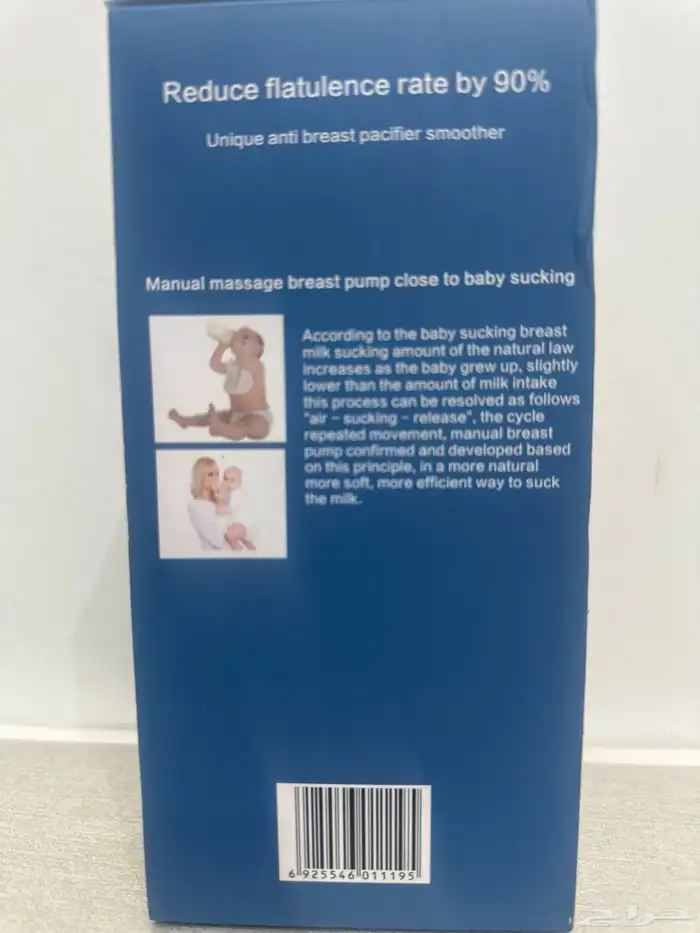 Reduce flatulence rate by 90%
Unique anti breast pacifier smoother
Manual massage breast pump close to baby sucking
According to the baby sucking breast
milk sucking amount of the natural law
increases as the baby grew up, slightly
lower than the amount of milk intake
this process can be resolved as follows
"air – sucking – release", the cycle
repeated movement, manual breast
pump confirmed and developed based
on this principle, in a more natural
more soft, more efficient way to suck
the milk.
6 925546 011195
حراج